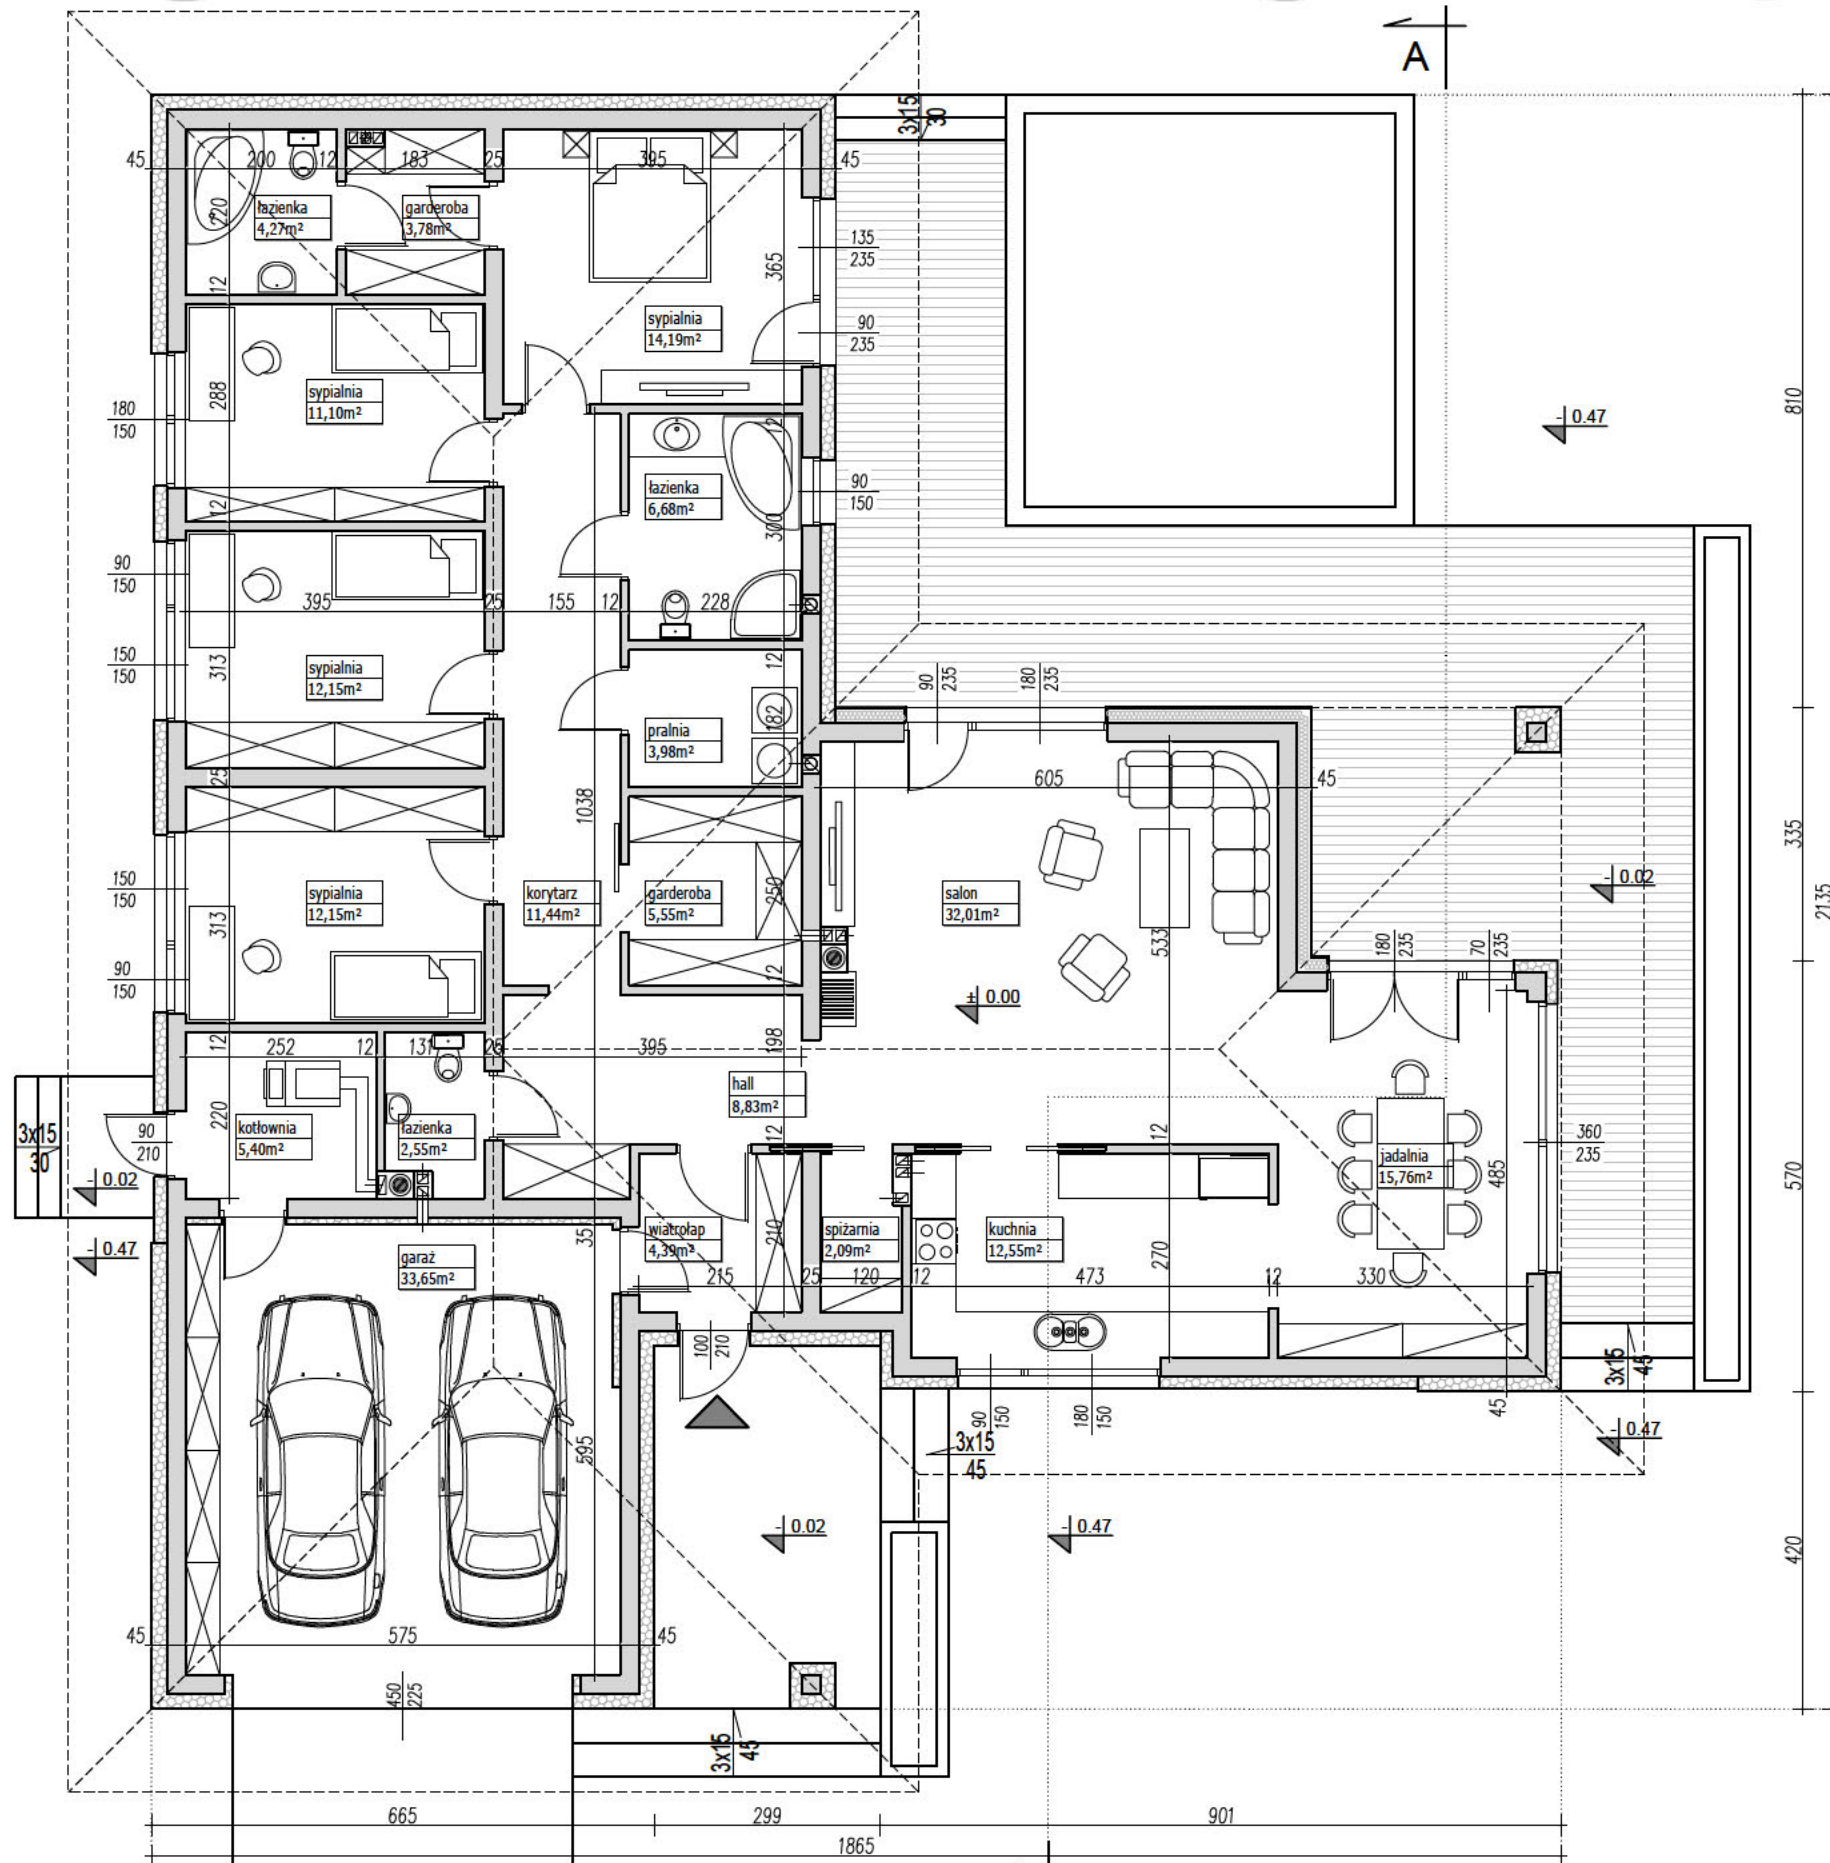 A
3x15
30
45
200
12
183
25
395
45
łazienka
4,27m²
garderoba
3,78m²
220
12
365
135
235
sypialnia
14,19m²
90
235
sypialnia
11,10m²
288
180
150
12
12
łazienka
6,68m²
300
90
150
810
- 0.47
90
150
395
25
155
12
228
150
150
313
sypialnia
12,15m²
12
pralnia
3,98m²
182
90
235
180
235
25
1038
605
45
335
2135
150
150
sypialnia
12,15m²
313
korytarz
11,44m²
garderoba
5,55m²
250
salon
32,01m²
533
- 0.02
90
150
12
± 0.00
180
235
70
235
12
252
12
131
25
395
198
hall
8,83m²
220
3x15
30
90
210
kotłownia
5,40m²
łazienka
2,55m²
12
12
jadalnia
15,76m²
485
360
235
570
- 0.02
- 0.47
garaż
33,65m²
35
wiatrołap
4,39m²
210
spiżarnia
2,09m²
kuchnia
12,55m²
270
215
25
120
12
473
12
330
100
210
3x15
45
90
150
180
150
45
- 0.47
3x15
45
595
- 0.02
- 0.47
420
45
575
45
450
225
3x15
45
665
299
901
1865